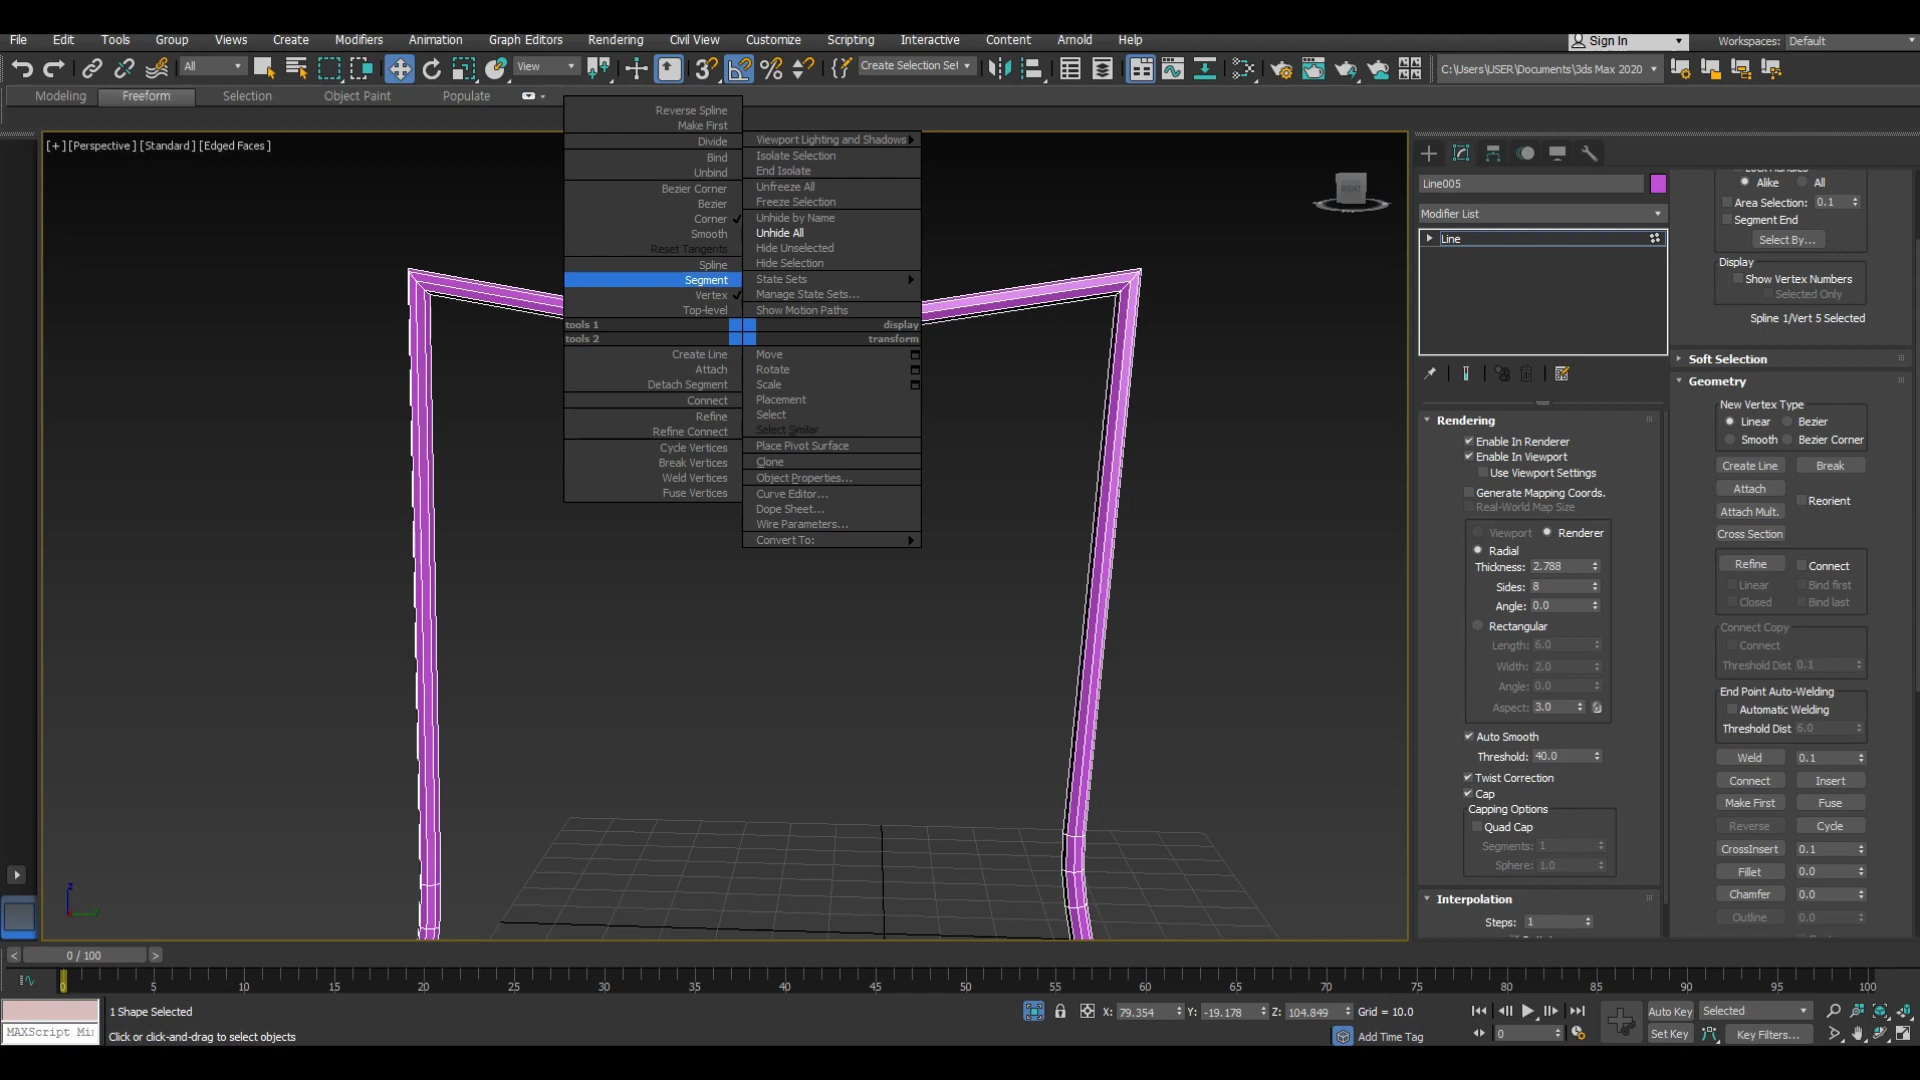 File Edit Tools Group Views Create Modifiers Animation Graph Editors Rendering Civil View Customize Scripting Interactive Content Arnold Help
Sign In
Workspaces: Default
All
View
Create Selection Set
C:\Users\USER\Documents\3ds Max 2020
Modeling Freeform Selection Object Paint Populate
[+] [Perspective] [Standard] [Edged Faces]
Reverse Spline
Make First
Divide
Bind
Unbind
Bezier Corner
Bezier
Corner
Smooth
Reset Tangents
Spline
Segment
Vertex
Top-level
tools 1
tools 2
Create Line
Attach
Detach Segment
Connect
Refine
Refine Connect
Cycle Vertices
Break Vertices
Weld Vertices
Fuse Vertices
Viewport Lighting and Shadows
Isolate Selection
End Isolate
Unfreeze All
Freeze Selection
Unhide by Name
Unhide All
Hide Unselected
Hide Selection
State Sets
Manage State Sets...
Show Motion Paths
display
transform
Move
Rotate
Scale
Placement
Select
Select Similar
Place Pivot Surface
Clone
Object Properties...
Curve Editor...
Dope Sheet...
Wire Parameters...
Convert To:
RIGHT
z
Line005
Modifier List
Line
Rendering
Enable In Renderer
Enable In Viewport
Use Viewport Settings
Generate Mapping Coords.
Real-World Map Size
Viewport Renderer
Radial
Thickness: 2.788
Sides: 8
Angle: 0.0
Rectangular
Length: 6.0
Width: 2.0
Angle: 0.0
Aspect: 3.0
Auto Smooth
Threshold: 40.0
Twist Correction
Cap
Capping Options
Quad Cap
Segments: 1
Sphere: 1.0
Interpolation
Steps: 1
Lock Handles
Alike All
Area Selection: 0.1
Segment End
Select By...
Display
Show Vertex Numbers
Selected Only
Spline 1/Vert 5 Selected
Soft Selection
Geometry
New Vertex Type
Linear Bezier
Smooth Bezier Corner
Create Line Break
Attach
Reorient
Attach Mult.
Cross Section
Refine Connect
Linear Bind first
Closed Bind last
Connect Copy
Connect
Threshold Dist 0.1
End Point Auto-Welding
Automatic Welding
Threshold Dist 6.0
Weld 0.1
Connect Insert
Make First Fuse
Reverse Cycle
CrossInsert 0.1
Fillet 0.0
Chamfer 0.0
Outline 0.0
< 0 / 100 >
0 5 10 15 20 25 30 35 40 45 50 55 60 65 70 75 80 85 90 95 100
1 Shape Selected
X: 79.354 Y: -19.178 Z: 104.849 Grid = 10.0
Auto Key Selected
MAXScript Mi
Click or click-and-drag to select objects
Add Time Tag
0
Set Key Key Filters...